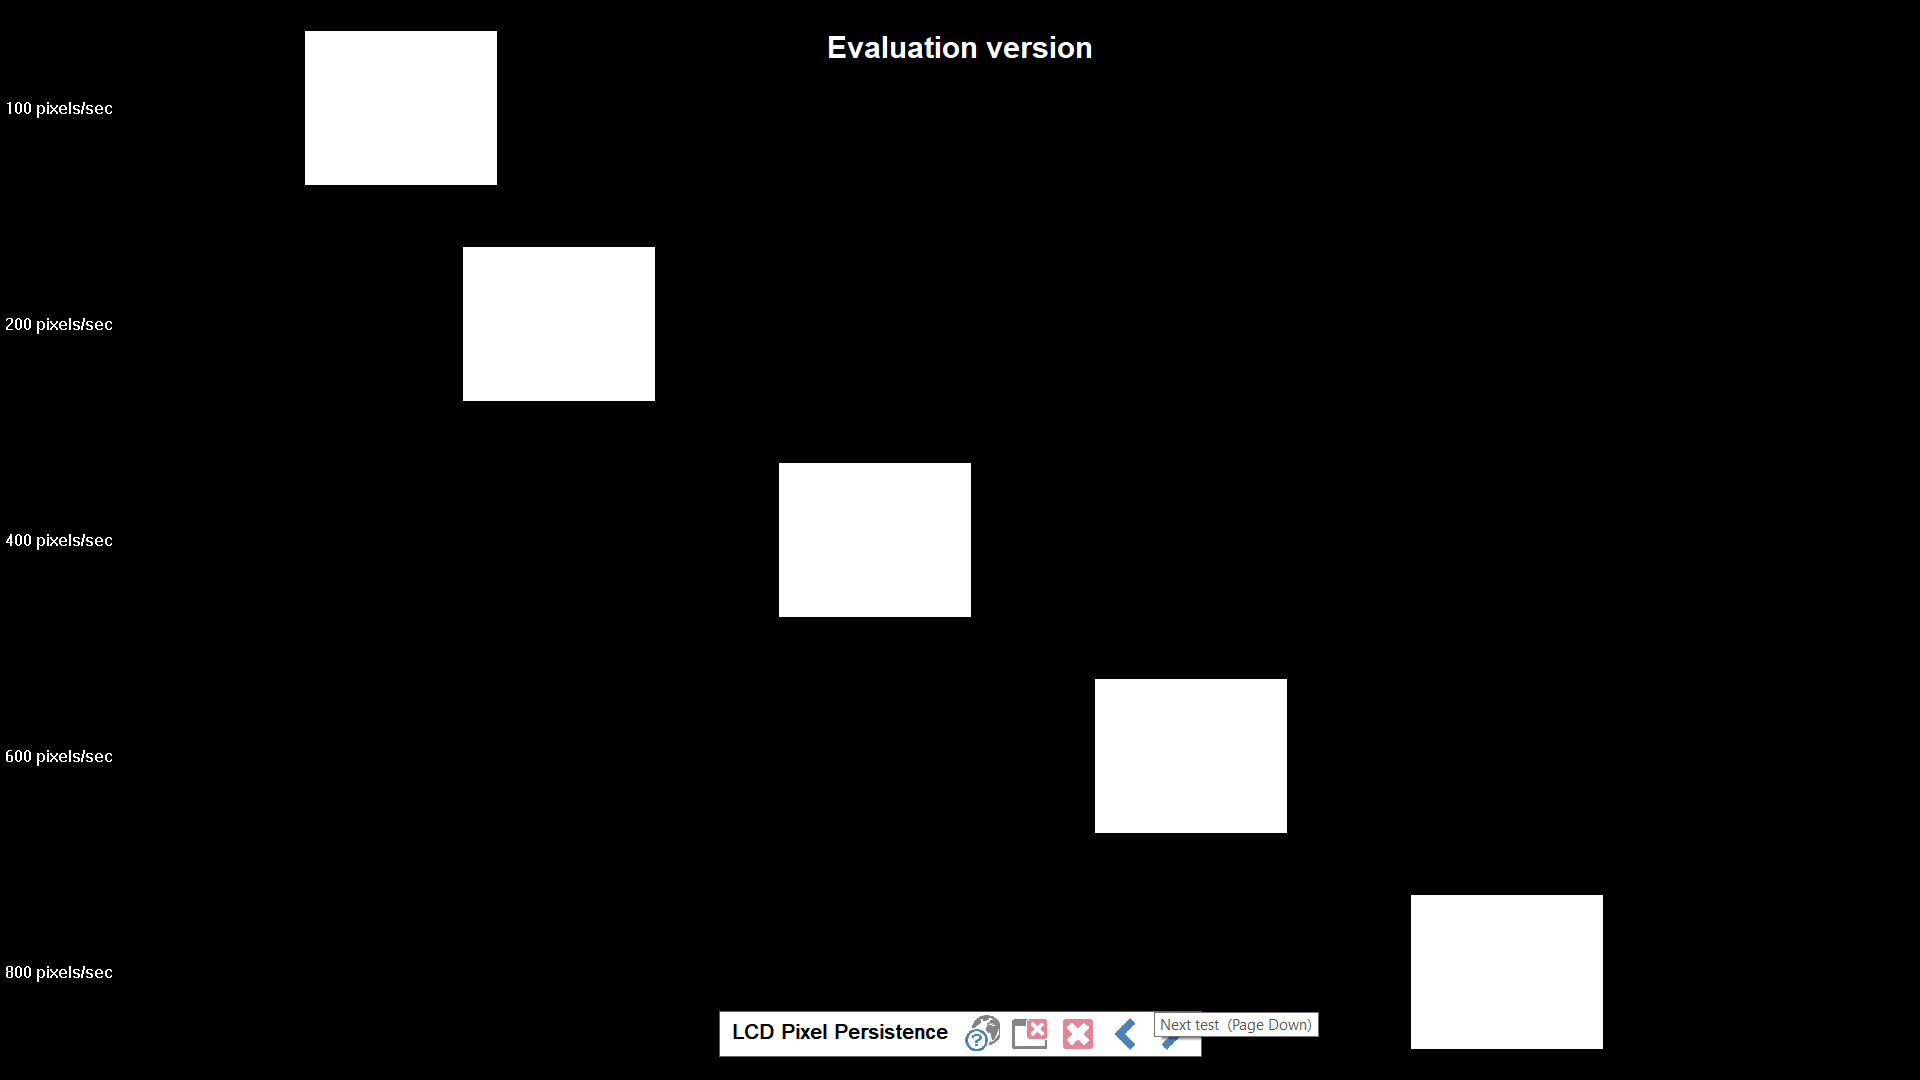 Evaluation version
100 pixels/sec
200 pixels/sec
400 pixels/sec
600 pixels/sec
800 pixels/sec
LCD Pixel Persistence
?
Next test (Page Down)